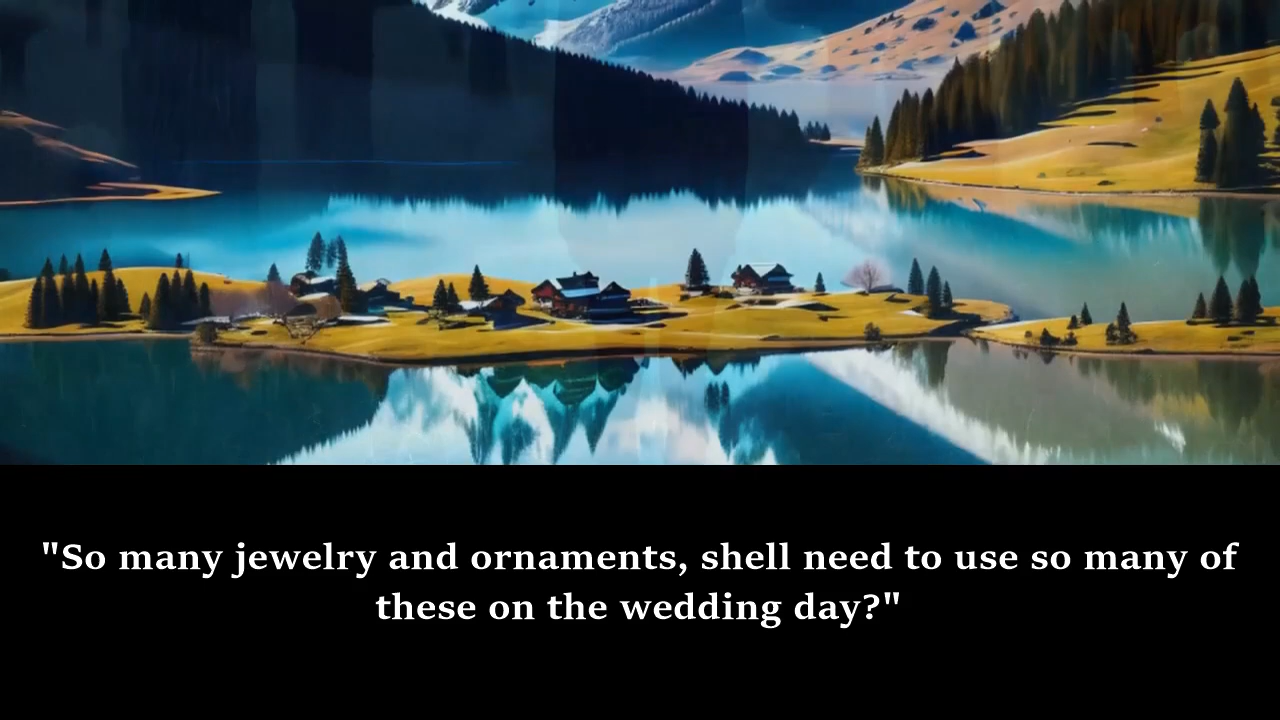 "So many jewelry and ornaments, shell need to use so many of
these on the wedding day?"